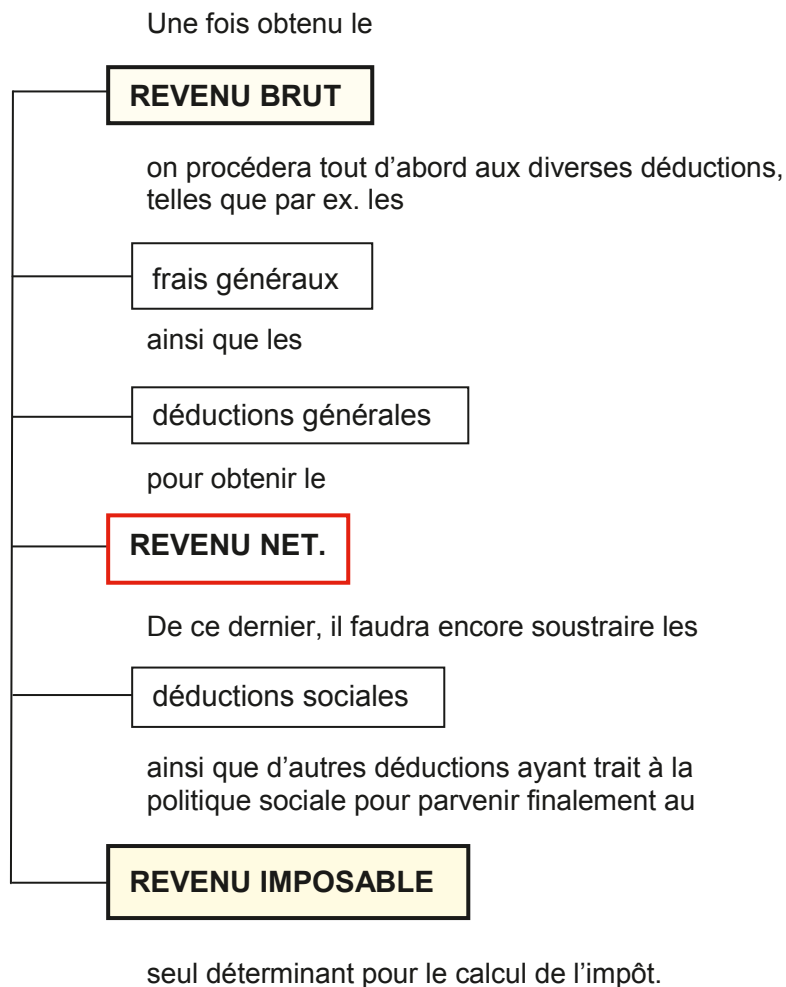 Une fois obtenu le
REVENU BRUT
on procédera tout d’abord aux diverses déductions,
telles que par ex. les
frais généraux
ainsi que les
déductions générales
pour obtenir le
REVENU NET.
De ce dernier, il faudra encore soustraire les
déductions sociales
ainsi que d’autres déductions ayant trait à la
politique sociale pour parvenir finalement au
REVENU IMPOSABLE
seul déterminant pour le calcul de l’impôt.